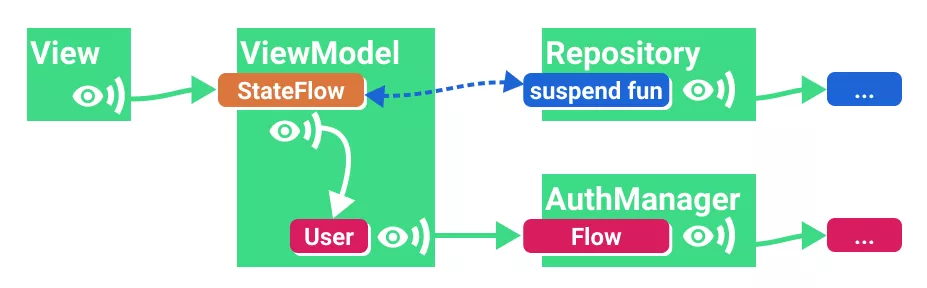 View
ViewModel
StateFlow
User
Repository
suspend fun
...
AuthManager
Flow
...